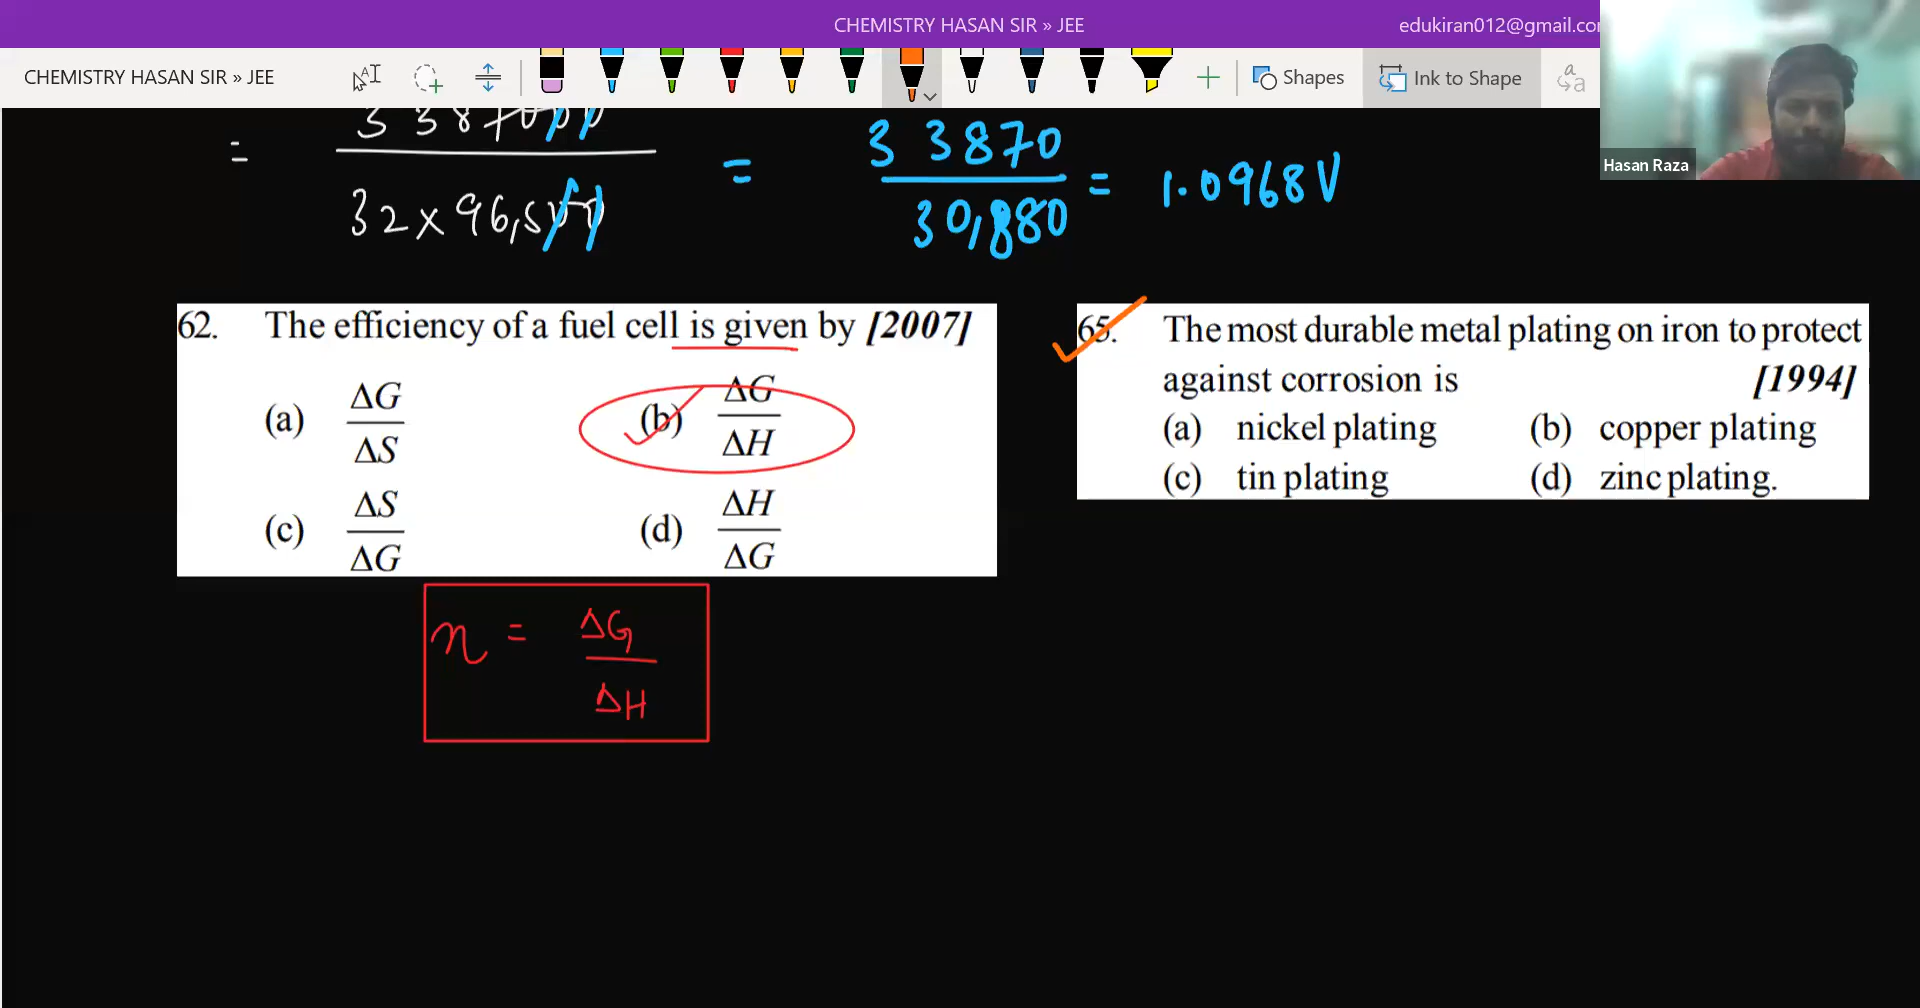 CHEMISTRY HASAN SIR » JEE
edukiran012@gmail.co
CHEMISTRY HASAN SIR » JEE
Shapes
Ink to Shape
Hasan Raza
= 3387000 / 32 x 96,500 = 33870 / 30,880 = 1.0968 V
62. The efficiency of a fuel cell is given by [2007]
(a) ΔG/ΔS (b) ΔG/ΔH
(c) ΔS/ΔG (d) ΔH/ΔG
η = ΔG/ΔH
65. The most durable metal plating on iron to protect
against corrosion is [1994]
(a) nickel plating (b) copper plating
(c) tin plating (d) zinc plating.